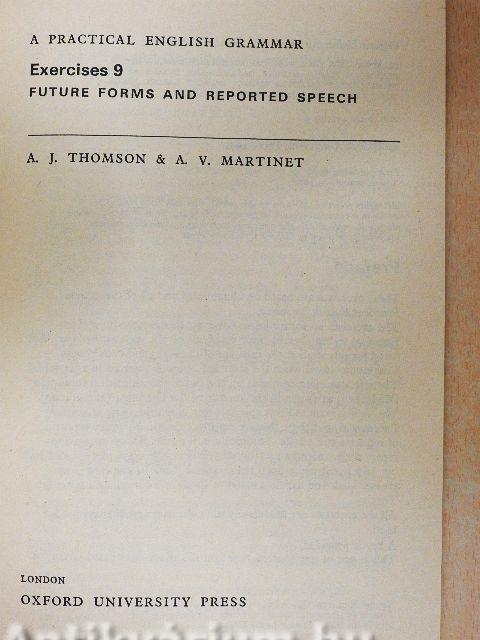 A PRACTICAL ENGLISH GRAMMAR
Exercises 9
FUTURE FORMS AND REPORTED SPEECH
A. J. THOMSON & A. V. MARTINET
LONDON
OXFORD UNIVERSITY PRESS